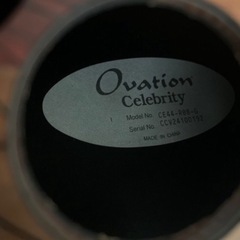 Ovation
Celebrity
Model No.
Serial No.
MADE IN CHINA